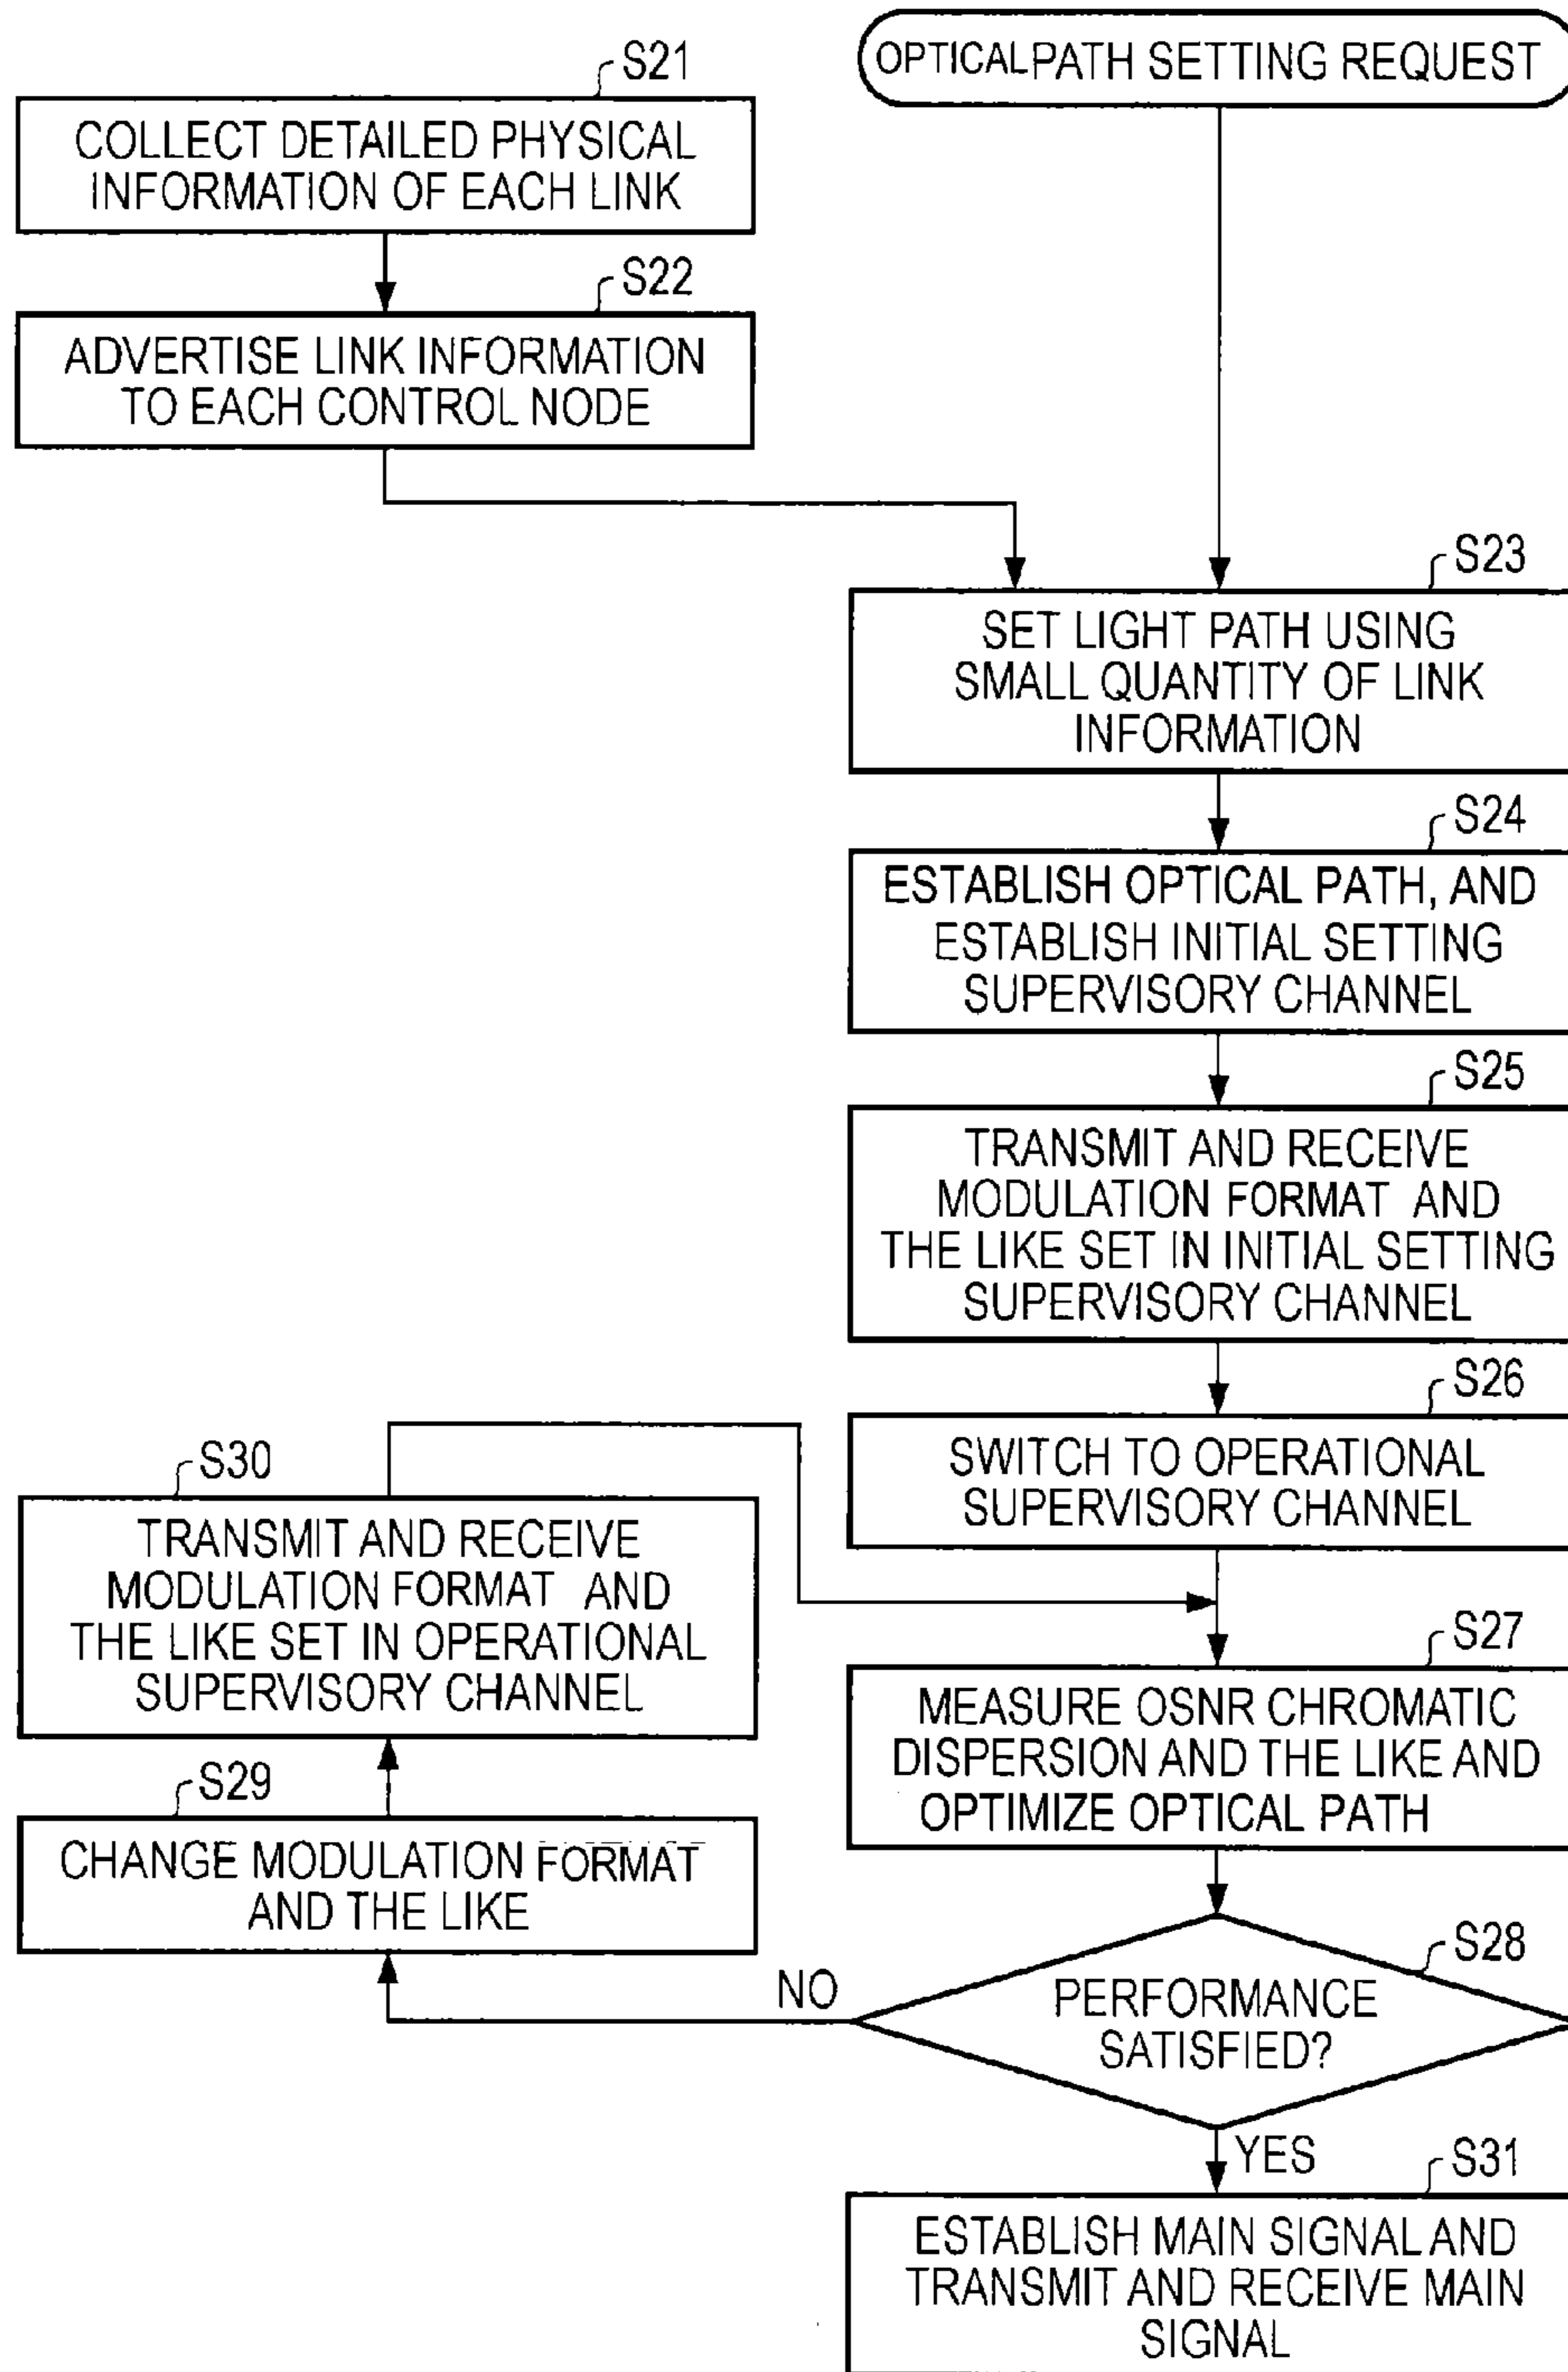 OPTICAL PATH SETTING REQUEST
S21
COLLECT DETAILED PHYSICAL
INFORMATION OF EACH LINK
S22
ADVERTISE LINK INFORMATION
TO EACH CONTROL NODE
S23
SET LIGHT PATH USING
SMALL QUANTITY OF LINK
INFORMATION
S24
ESTABLISH OPTICAL PATH, AND
ESTABLISH INITIAL SETTING
SUPERVISORY CHANNEL
S25
TRANSMIT AND RECEIVE
MODULATION FORMAT AND
THE LIKE SET IN INITIAL SETTING
SUPERVISORY CHANNEL
S26
SWITCH TO OPERATIONAL
SUPERVISORY CHANNEL
S27
MEASURE OSNR CHROMATIC
DISPERSION AND THE LIKE AND
OPTIMIZE OPTICAL PATH
S28
PERFORMANCE
SATISFIED?
NO
S29
CHANGE MODULATION FORMAT
AND THE LIKE
S30
TRANSMIT AND RECEIVE
MODULATION FORMAT AND
THE LIKE SET IN OPERATIONAL
SUPERVISORY CHANNEL
YES
S31
ESTABLISH MAIN SIGNAL AND
TRANSMIT AND RECEIVE MAIN
SIGNAL